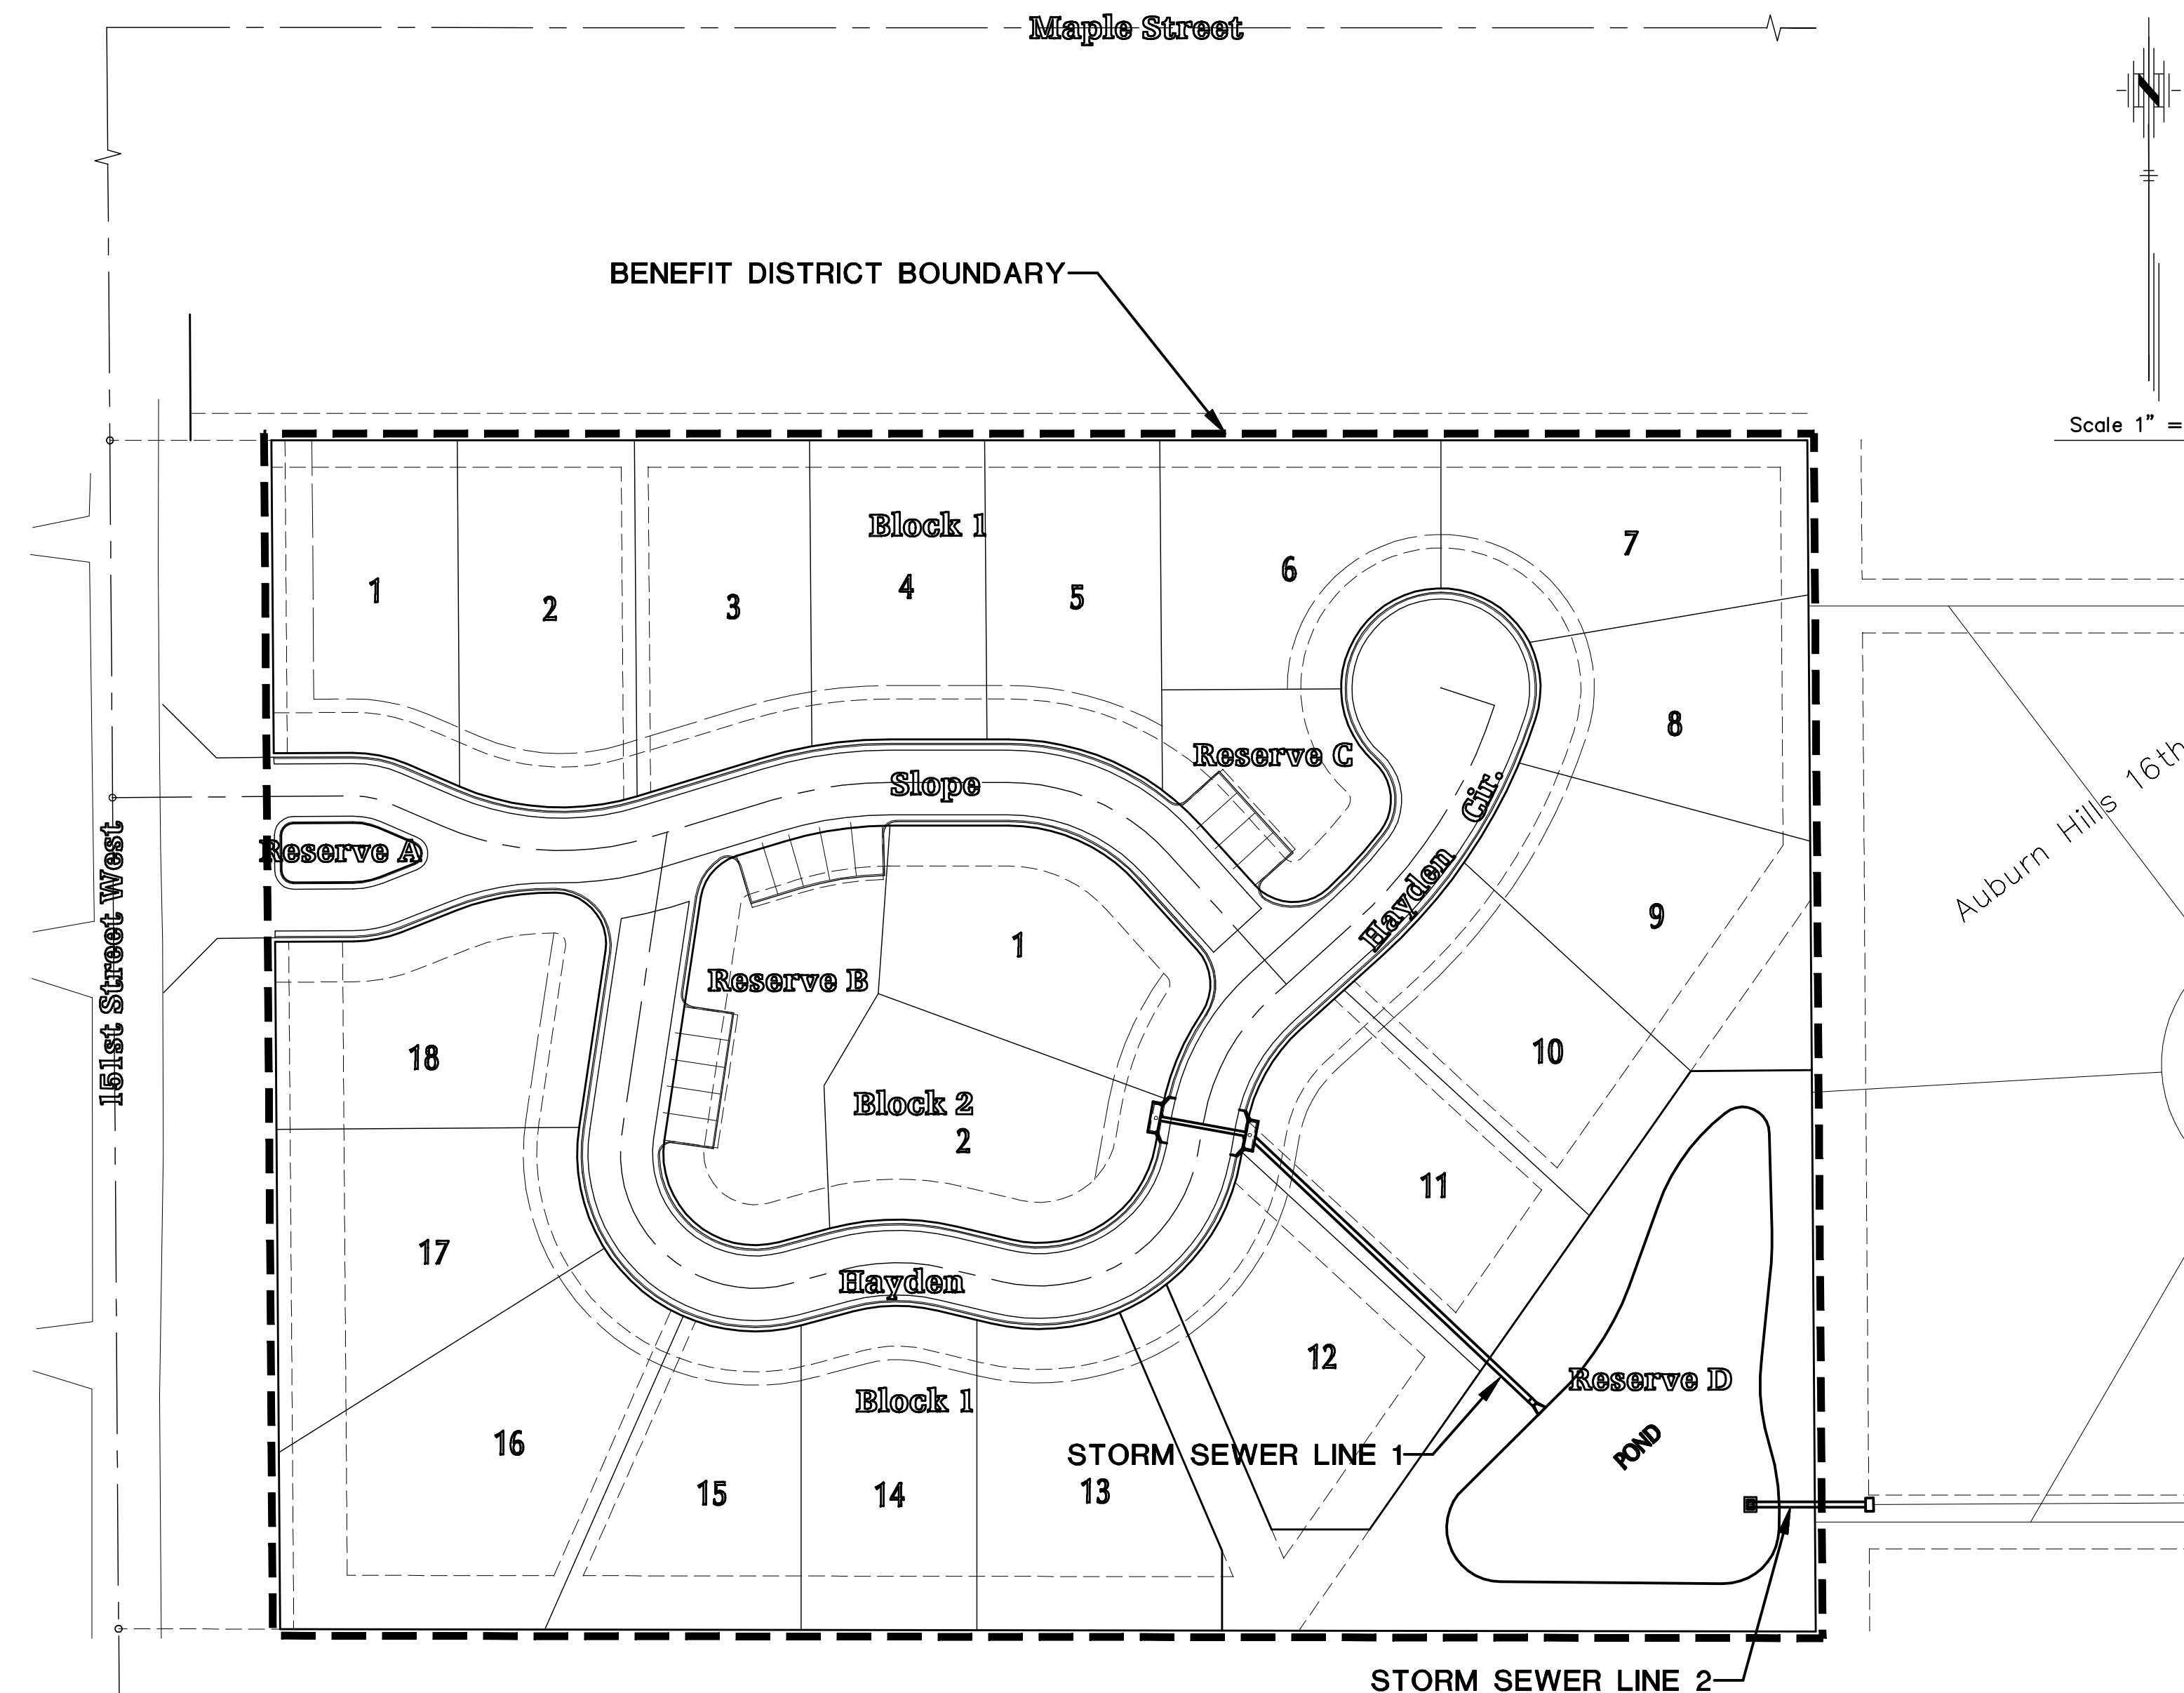 Maple Street
N
BENEFIT DISTRICT BOUNDARY
Scale 1" =
Block 1
1
2
3
4
5
6
7
8
Reserve C
Slope
Hayden Cir.
Reserve A
151st Street West
Auburn Hills 16th
9
1
Reserve B
10
18
Block 2
2
11
17
Hayden
12
Reserve D
Block 1
POND
16
STORM SEWER LINE 1
15
14
13
STORM SEWER LINE 2